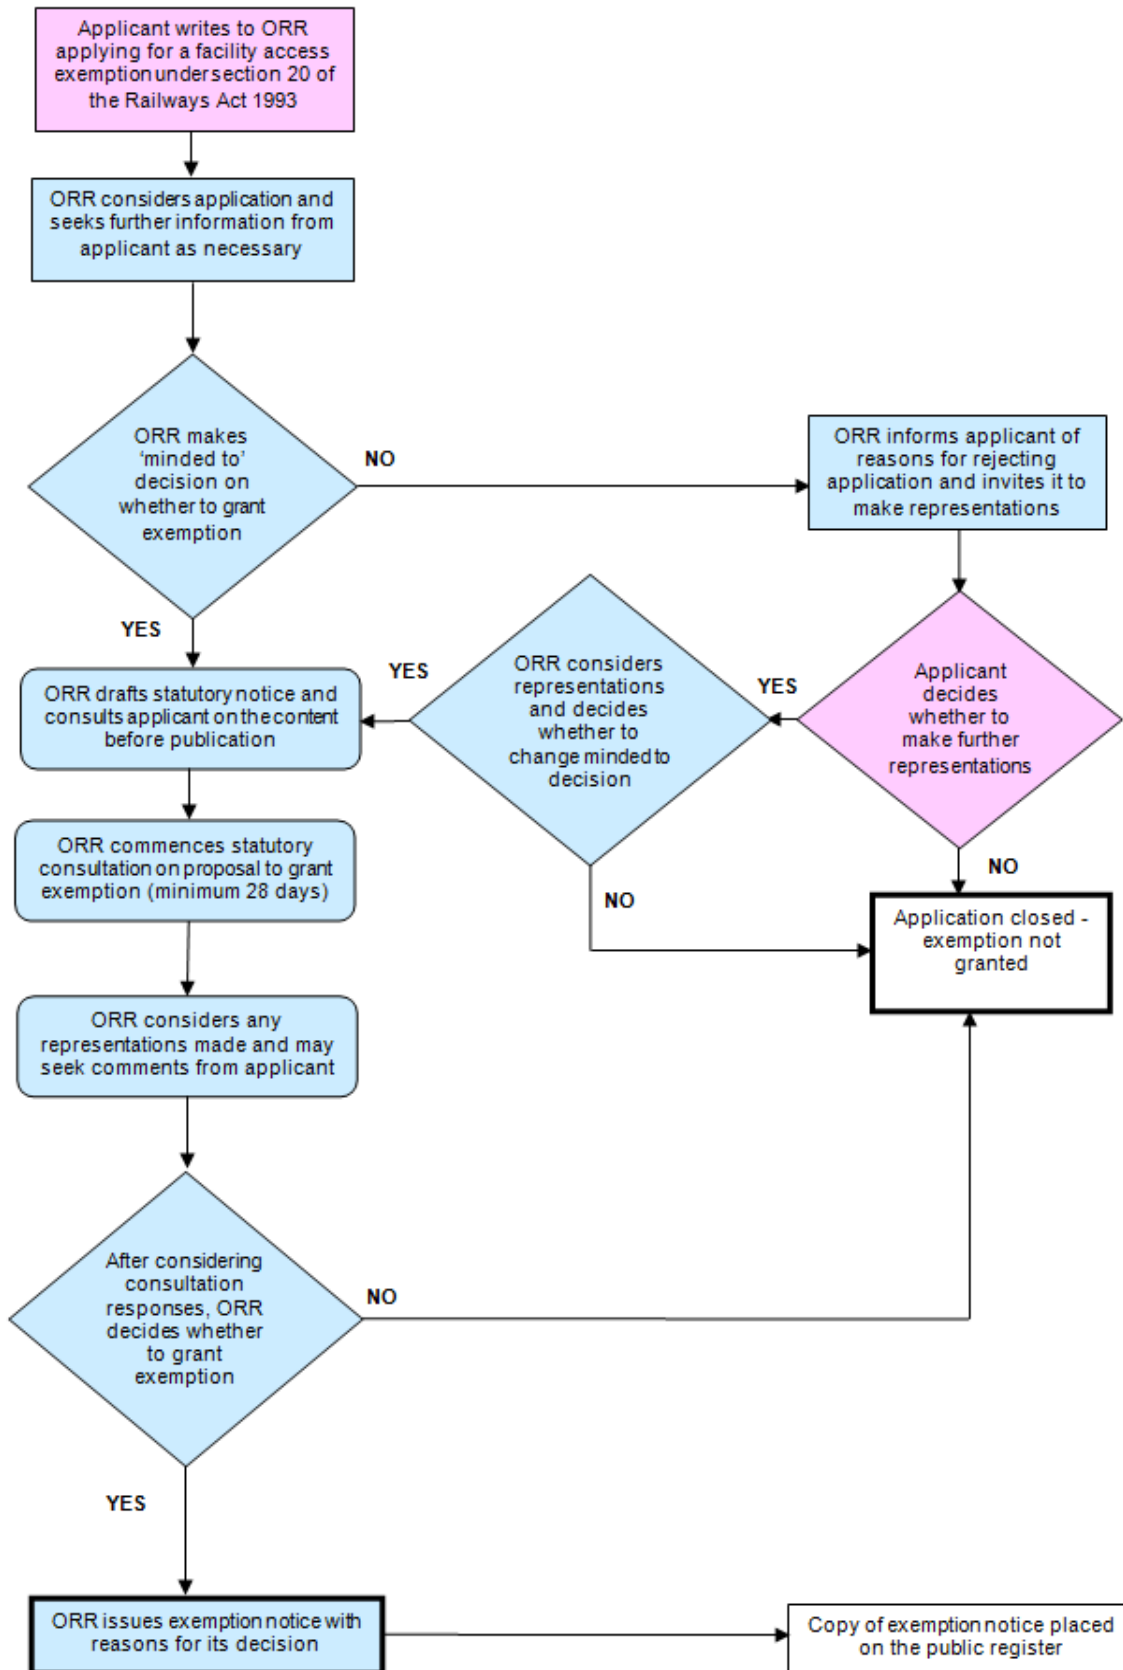 Applicant writes to ORR
applying for a facility access
exemption under section 20 of
the Railways Act 1993
ORR considers application and
seeks further information from
applicant as necessary
ORR makes
‘minded to’
decision on
whether to grant
exemption
NO
ORR informs applicant of
reasons for rejecting
application and invites it to
make representations
YES
ORR drafts statutory notice and
consults applicant on the content
before publication
YES
ORR considers
representations
and decides
whether to
change minded to
decision
YES
Applicant
decides
whether to
make further
representations
ORR commences statutory
consultation on proposal to grant
exemption (minimum 28 days)
NO
NO
Application closed -
exemption not
granted
ORR considers any
representations made and may
seek comments from applicant
After considering
consultation
responses, ORR
decides whether
to grant
exemption
NO
YES
ORR issues exemption notice with
reasons for its decision
Copy of exemption notice placed
on the public register